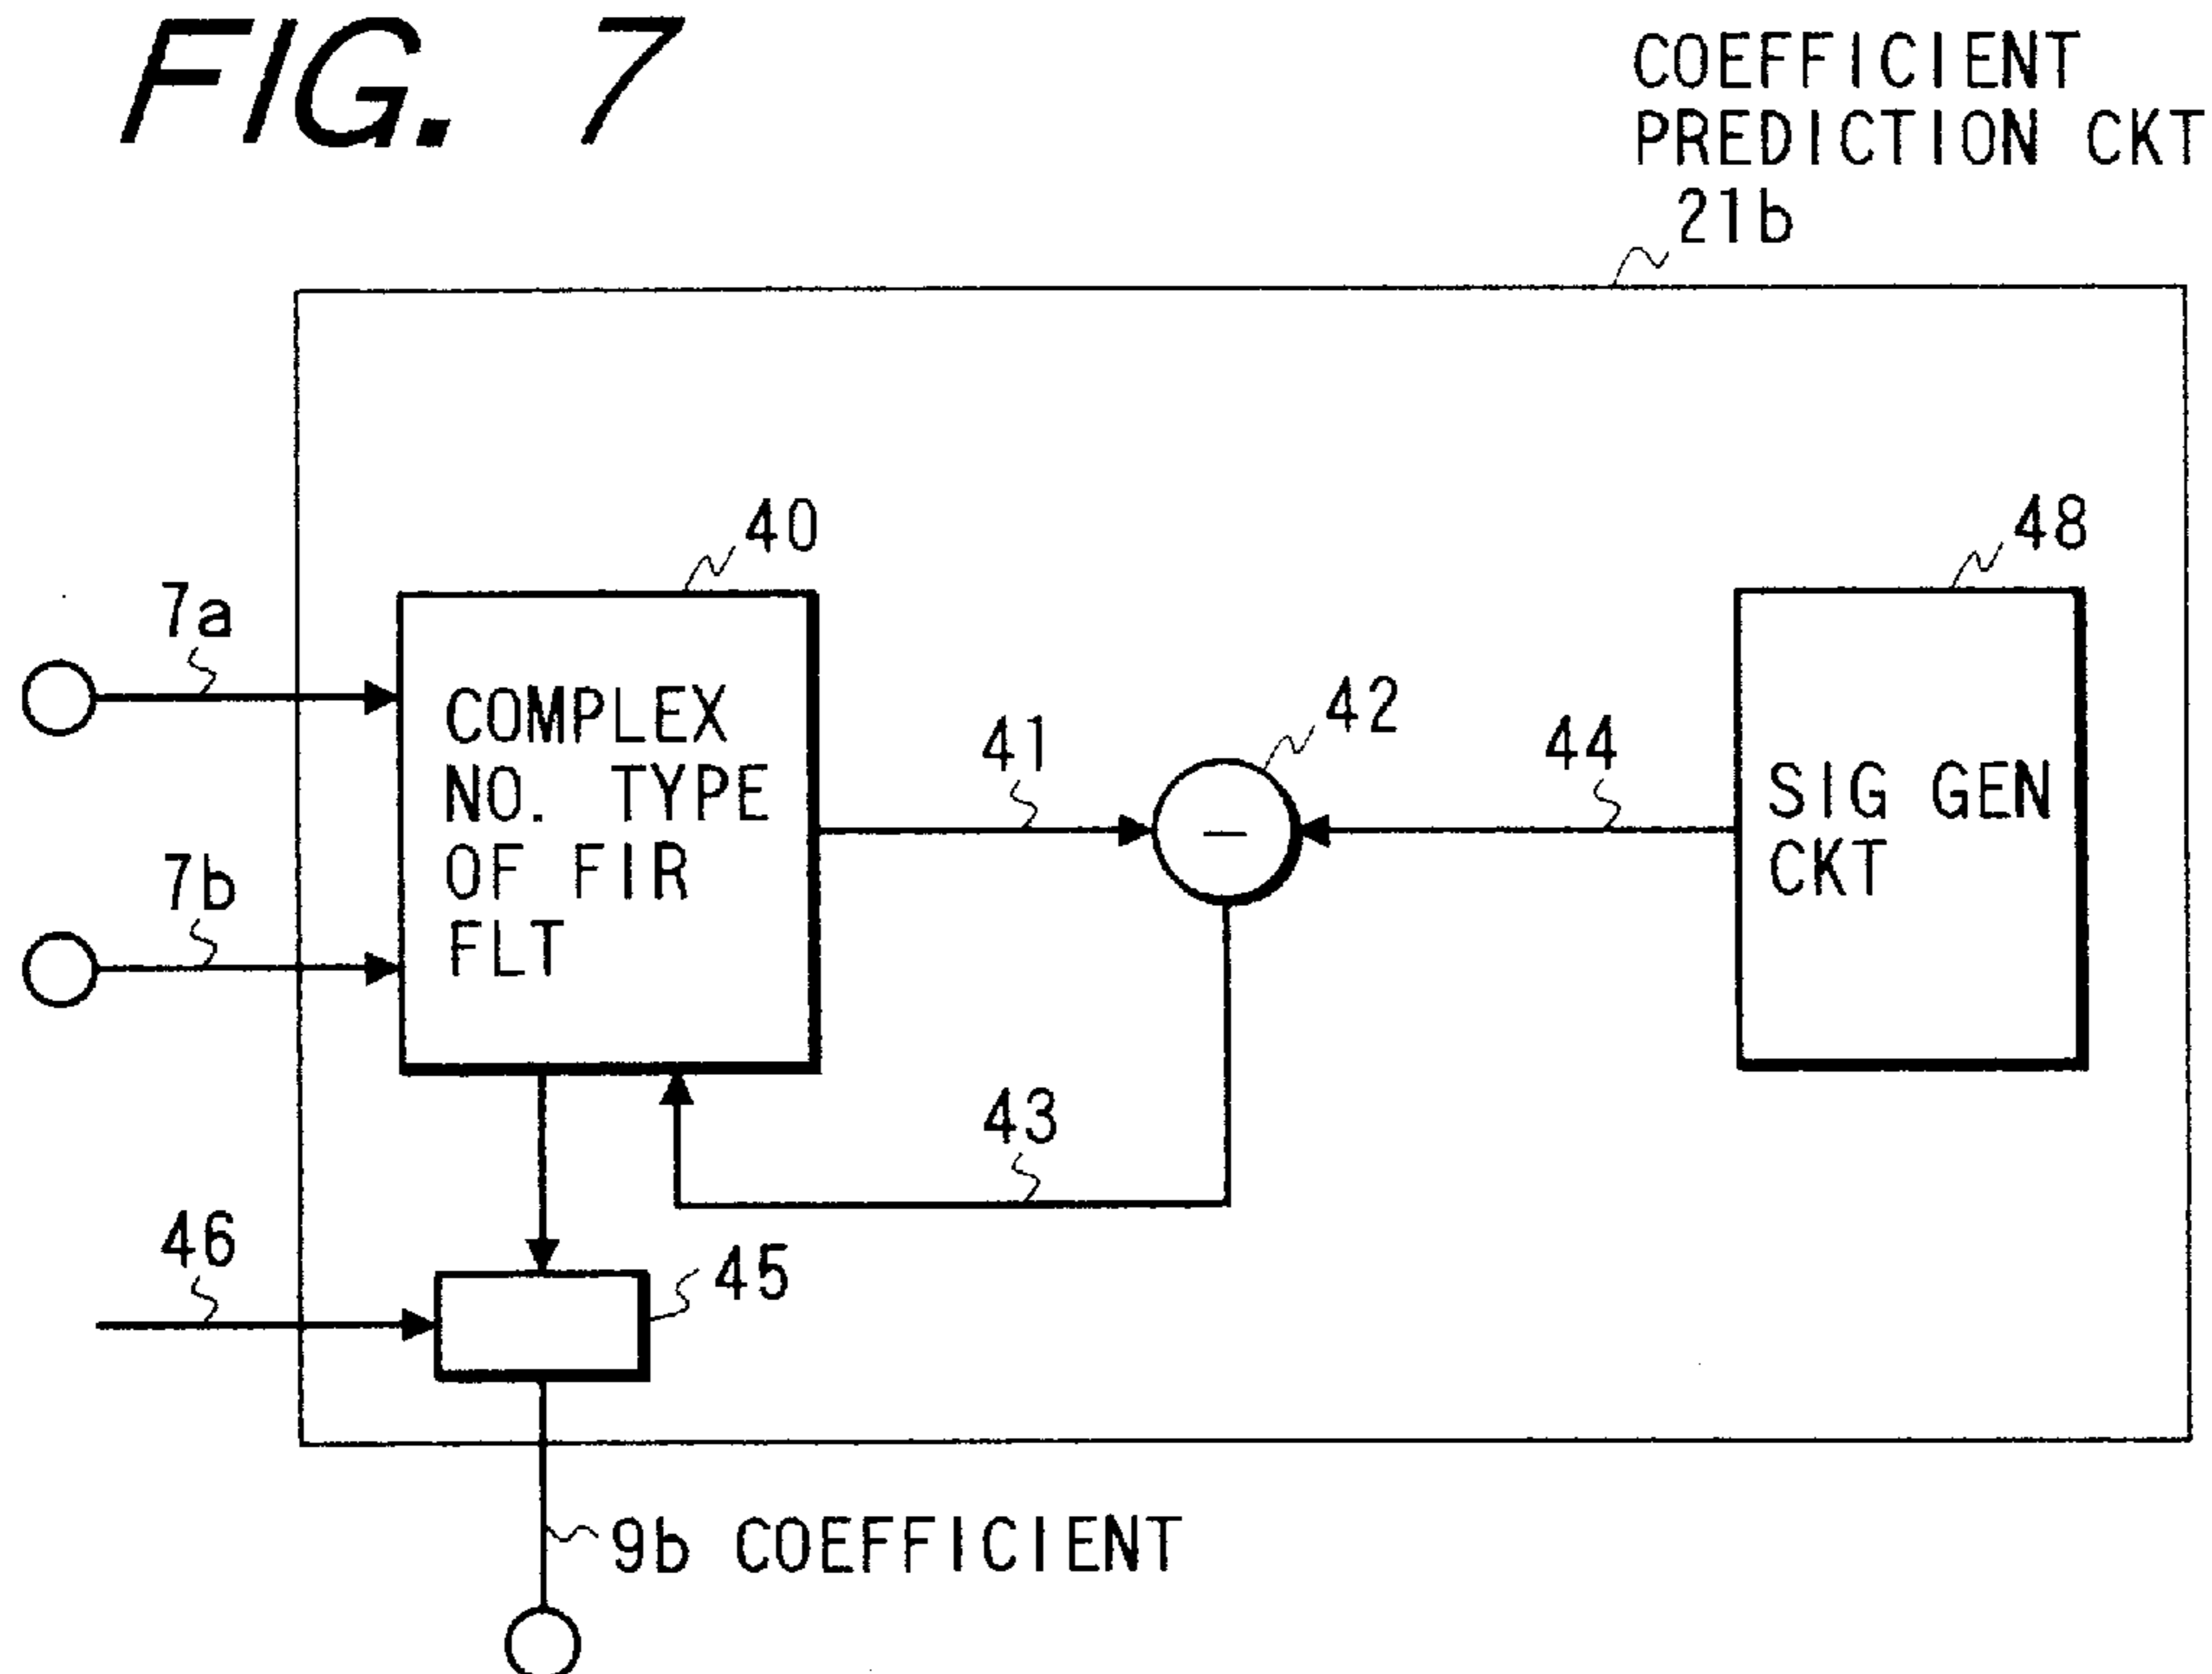 FIG. 7
COEFFICIENT
PREDICTION CKT
21b
40
48
7a
COMPLEX
NO. TYPE
OF FIR
FLT
41
42
44
SIG GEN
CKT
7b
43
46
45
9b COEFFICIENT